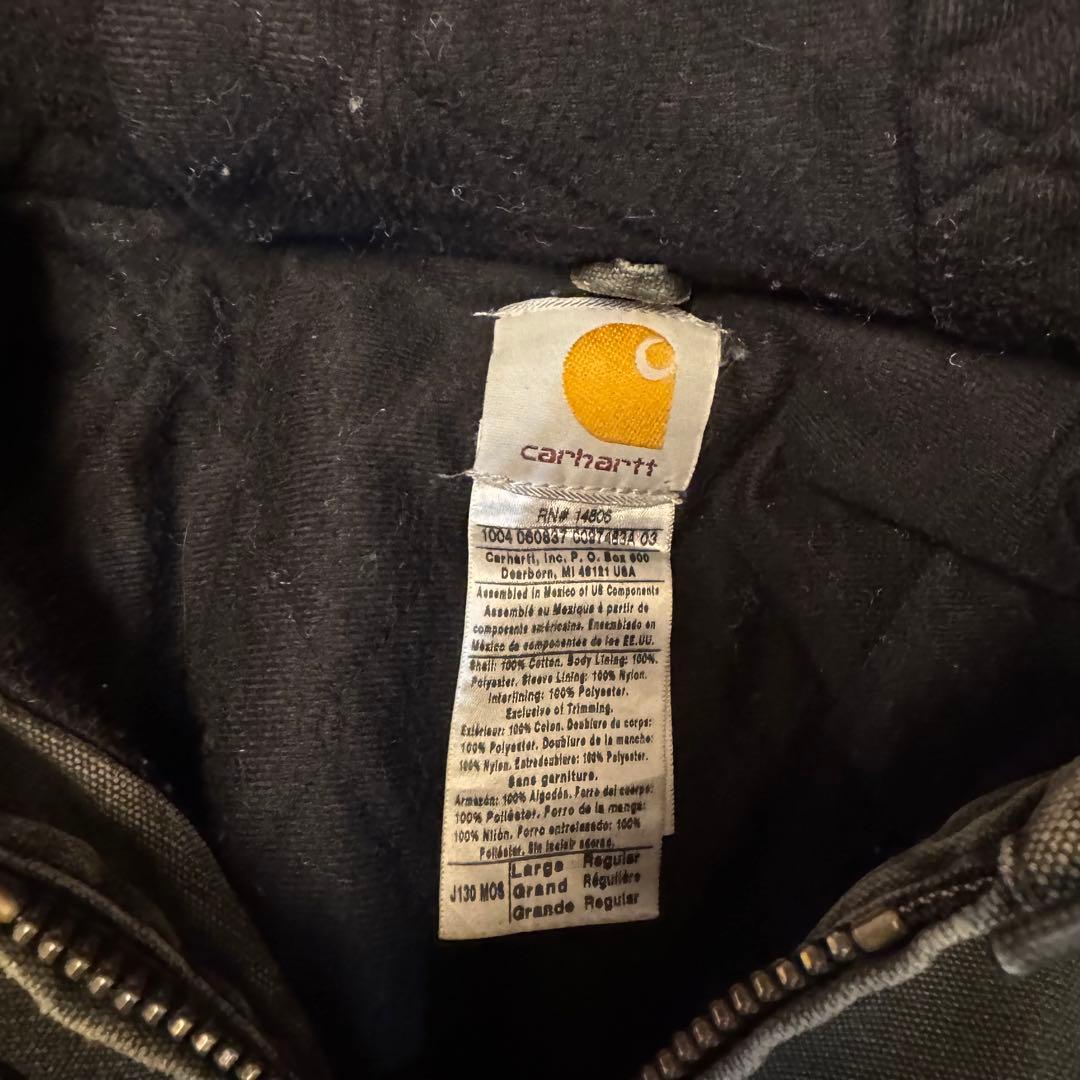 carhartt
RN# 14806
1004 060837 00274834 03
Carhartt, Inc. P. O. Box 600
Dearborn, MI 48121 USA
Assembled in Mexico of US Components
Assemblé au Mexique à partir de
composants américains. Ensamblado en
México de componentes de los EE.UU.
Shell: 100% Cotton. Body Lining: 100%
Polyester. Sleeve Lining: 100% Nylon.
Interlining: 100% Polyester.
Exclusive of Trimming.
Extérieur: 100% Coton. Doublure du corps:
100% Polyester. Doublure de la manche:
100% Nylon. Entredoublure: 100% Polyester.
Sans garniture.
Armazón: 100% Algodón. Forro del cuerpo:
100% Poliéster. Forro de la manga:
100% Nilón. Forro entrelazado: 100%
Poliéster. Sin incluir adorno.
J130 MOS
Large Regular
Grand Régulière
Grande Regular